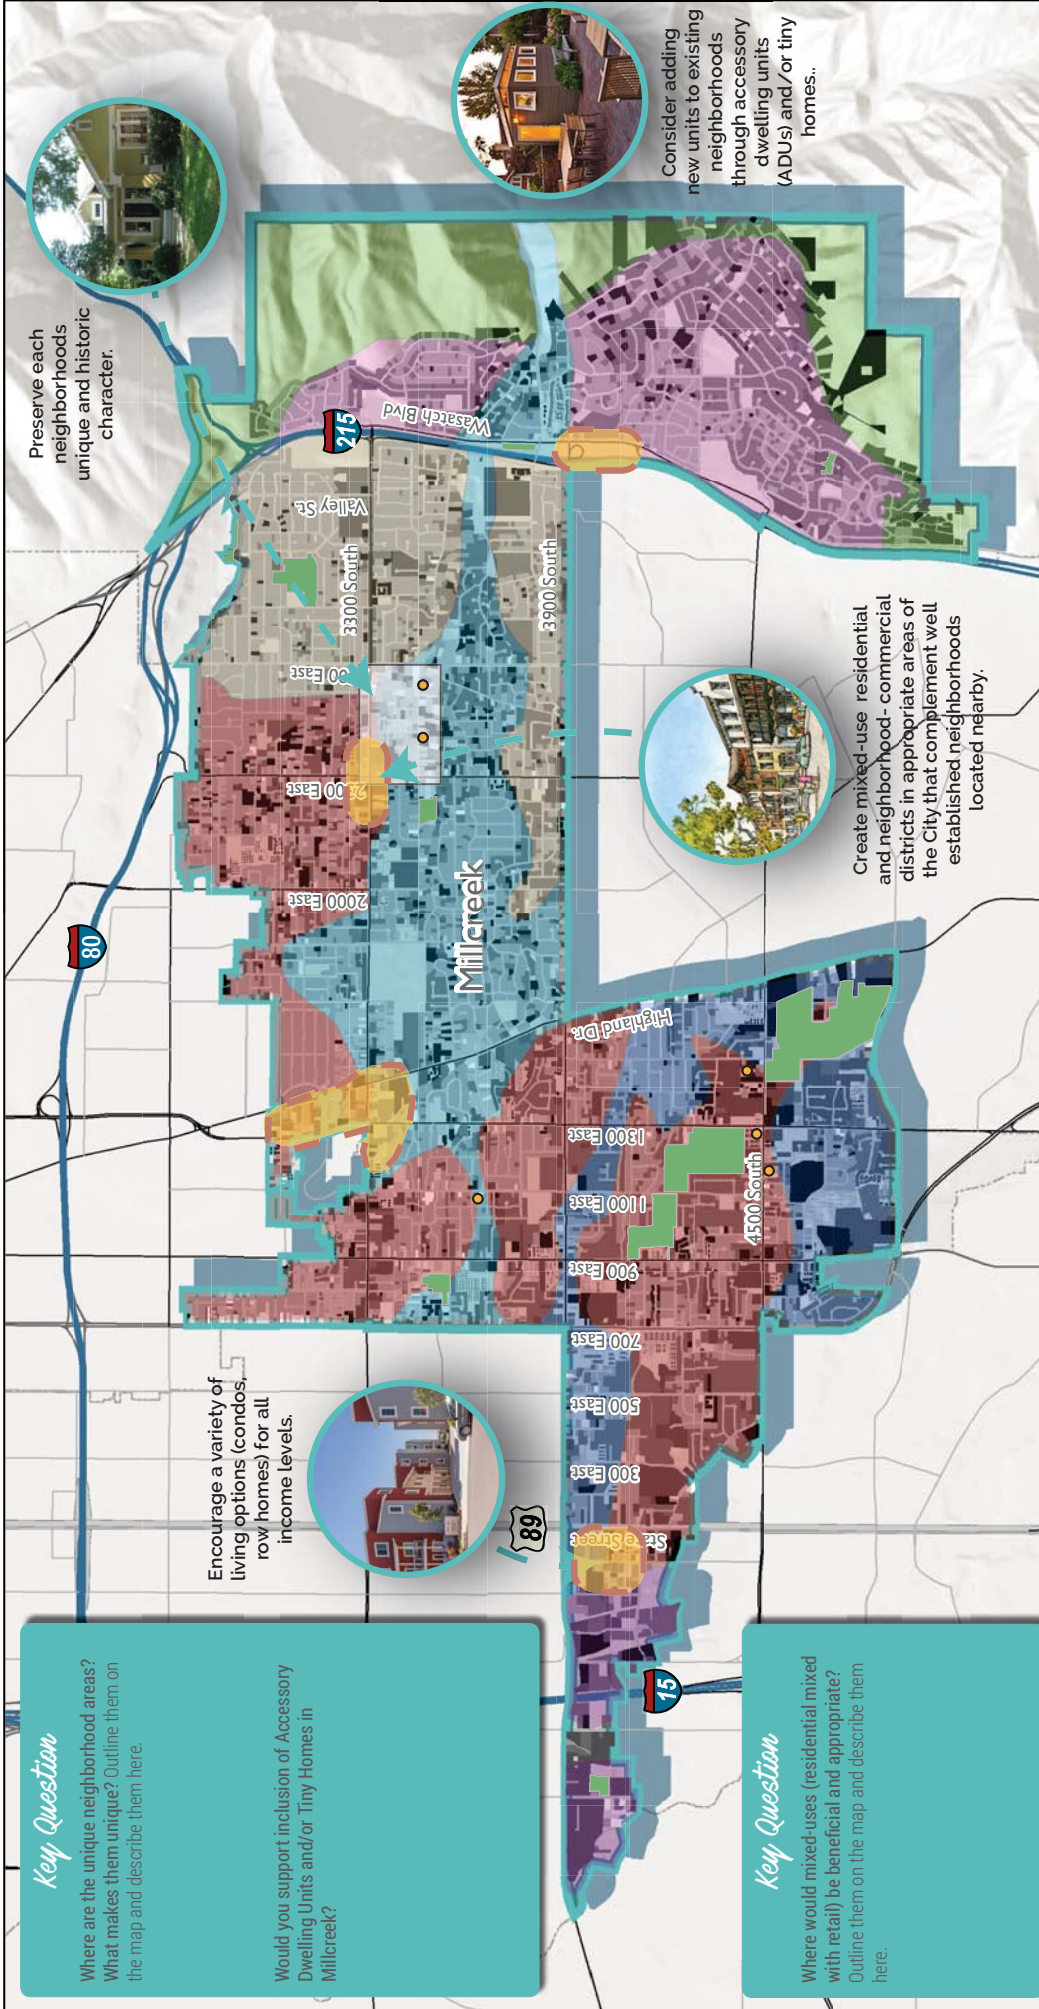 Key Question
Where are the unique neighborhood areas?
What makes them unique? Outline them on
the map and describe them here.
Would you support inclusion of Accessory
Dwelling Units and/or Tiny Homes in
Millcreek?
Key Question
Where would mixed-uses (residential mixed
with retail) be beneficial and appropriate?
Outline them on the map and describe them
here.
Encourage a variety of
living options (condos,
row homes) for all
income levels.
Preserve each
neighborhoods
unique and historic
character.
Create mixed-use residential
and neighborhood- commercial
districts in appropriate areas of
the City that complement well
established neighborhoods
located nearby.
Consider adding
new units to existing
neighborhoods
through accessory
dwelling units
(ADUs) and/or tiny
homes..
80
215
89
15
Millcreek
3300 South
3900 South
4500 South
State Street
300 East
500 East
700 East
900 East
1100 East
1300 East
Highland Dr.
2000 East
2300 East
00 East
Valley St.
Wasatch Blvd